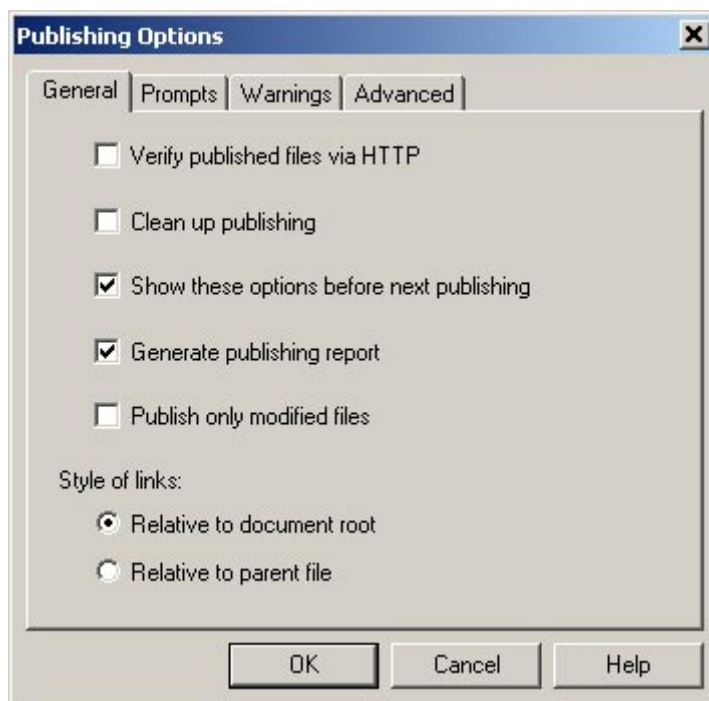 Publishing Options
General Prompts Warnings Advanced
Verify published files via HTTP
Clean up publishing
Show these options before next publishing
Generate publishing report
Publish only modified files
Style of links:
Relative to document root
Relative to parent file
OK Cancel Help